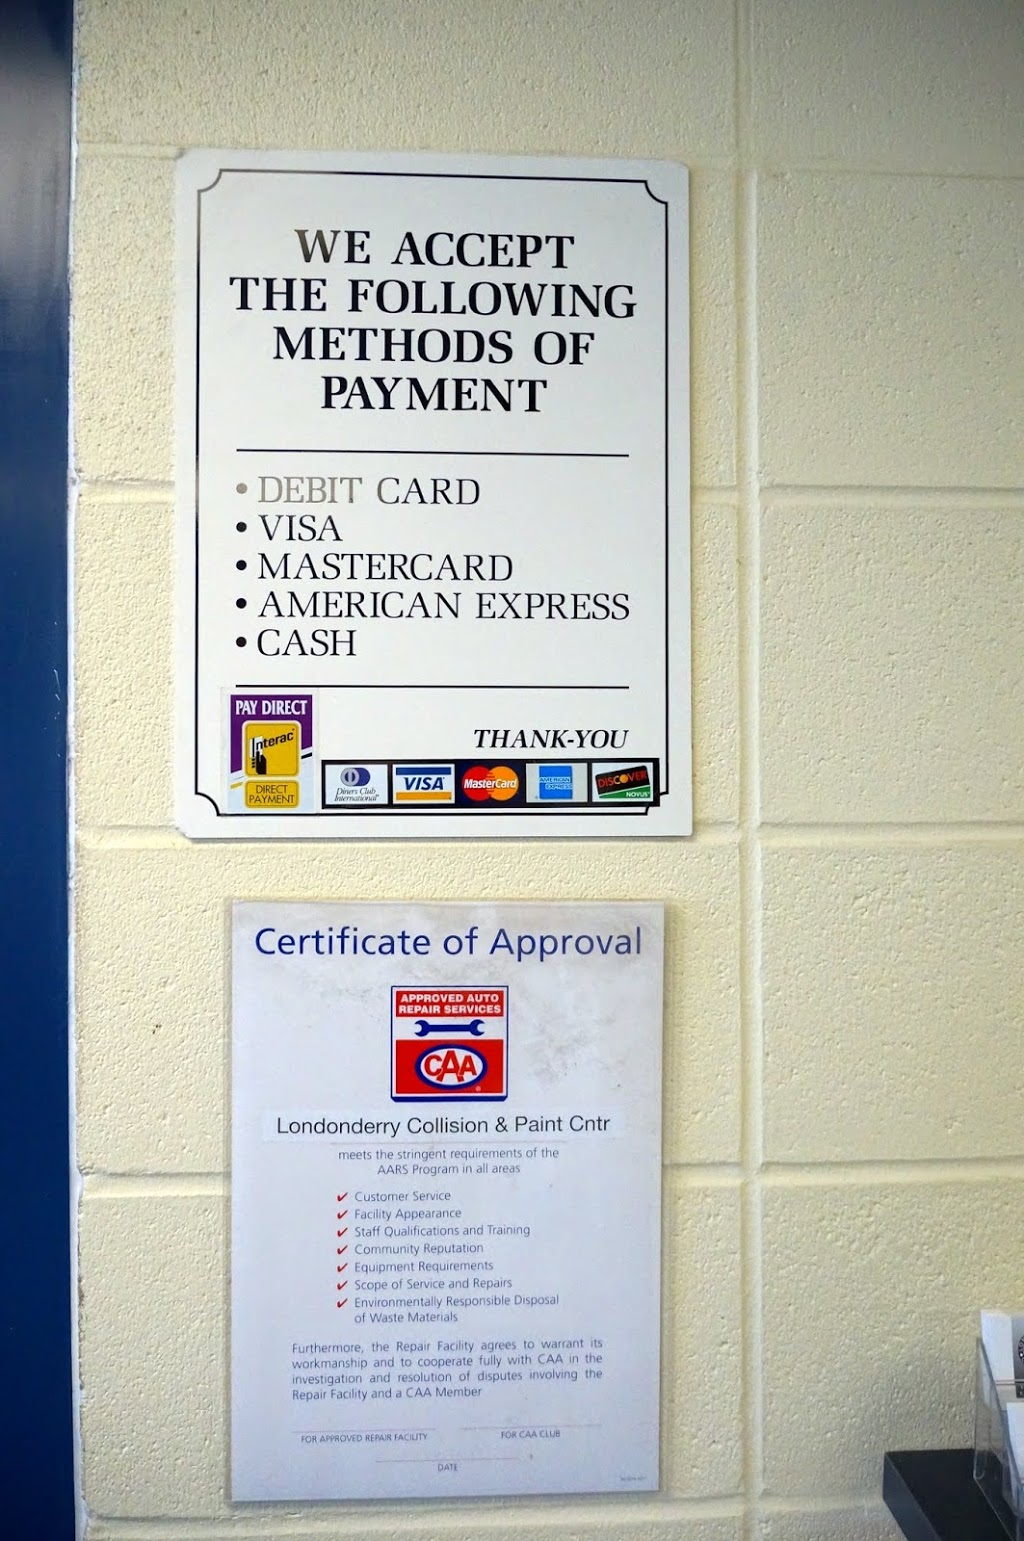 WE ACCEPT
THE FOLLOWING
METHODS OF
PAYMENT
• DEBIT CARD
• VISA
• MASTERCARD
• AMERICAN EXPRESS
• CASH
PAY DIRECT
Interac
DIRECT
PAYMENT
THANK-YOU
Diners Club
International
VISA
MasterCard
AMERICAN
EXPRESS
DISCOVER
NOVUS
Certificate of Approval
APPROVED AUTO
REPAIR SERVICES
CAA
Londonderry Collision & Paint Cntr
meets the stringent requirements of the
AARS Program in all areas
✓ Customer Service
✓ Facility Appearance
✓ Staff Qualifications and Training
✓ Community Reputation
✓ Equipment Requirements
✓ Scope of Service and Repairs
✓ Environmentally Responsible Disposal
of Waste Materials
Furthermore, the Repair Facility agrees to warrant its
workmanship and to cooperate fully with CAA in the
investigation and resolution of disputes involving the
Repair Facility and a CAA Member
FOR APPROVED REPAIR FACILITY
FOR CAA CLUB
DATE